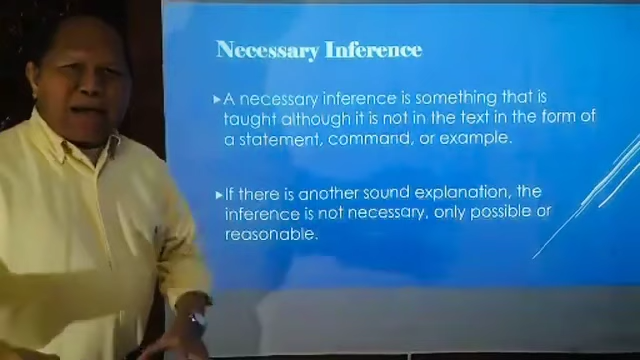 Necessary Inference
▸A necessary inference is something that is
taught although it is not in the text in the form of
a statement, command, or example.
▸If there is another sound explanation, the
inference is not necessary, only possible or
reasonable.